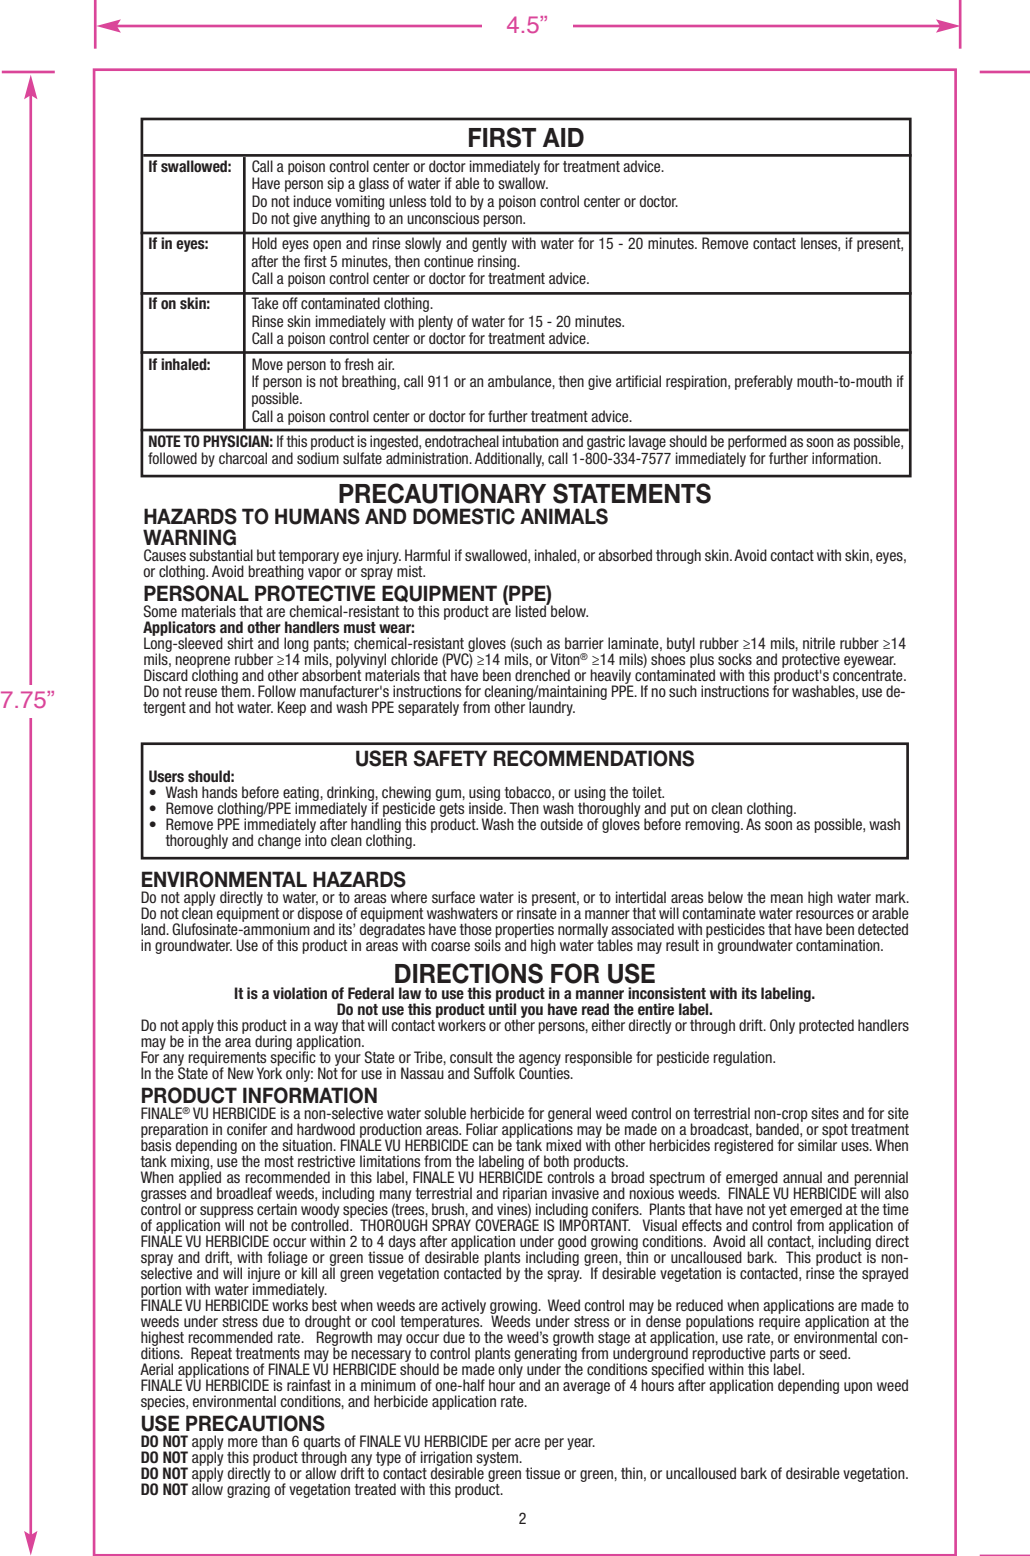 4.5”
7.75”
FIRST AID
If swallowed: Call a poison control center or doctor immediately for treatment advice.
Have person sip a glass of water if able to swallow.
Do not induce vomiting unless told to by a poison control center or doctor.
Do not give anything to an unconscious person.
If in eyes: Hold eyes open and rinse slowly and gently with water for 15 - 20 minutes. Remove contact lenses, if present,
after the first 5 minutes, then continue rinsing.
Call a poison control center or doctor for treatment advice.
If on skin: Take off contaminated clothing.
Rinse skin immediately with plenty of water for 15 - 20 minutes.
Call a poison control center or doctor for treatment advice.
If inhaled: Move person to fresh air.
If person is not breathing, call 911 or an ambulance, then give artificial respiration, preferably mouth-to-mouth if
possible.
Call a poison control center or doctor for further treatment advice.
NOTE TO PHYSICIAN: If this product is ingested, endotracheal intubation and gastric lavage should be performed as soon as possible,
followed by charcoal and sodium sulfate administration. Additionally, call 1-800-334-7577 immediately for further information.
PRECAUTIONARY STATEMENTS
HAZARDS TO HUMANS AND DOMESTIC ANIMALS
WARNING
Causes substantial but temporary eye injury. Harmful if swallowed, inhaled, or absorbed through skin. Avoid contact with skin, eyes,
or clothing. Avoid breathing vapor or spray mist.
PERSONAL PROTECTIVE EQUIPMENT (PPE)
Some materials that are chemical-resistant to this product are listed below.
Applicators and other handlers must wear:
Long-sleeved shirt and long pants; chemical-resistant gloves (such as barrier laminate, butyl rubber ≥14 mils, nitrile rubber ≥14
mils, neoprene rubber ≥14 mils, polyvinyl chloride (PVC) ≥14 mils, or Viton® ≥14 mils) shoes plus socks and protective eyewear.
Discard clothing and other absorbent materials that have been drenched or heavily contaminated with this product's concentrate.
Do not reuse them. Follow manufacturer's instructions for cleaning/maintaining PPE. If no such instructions for washables, use de-
tergent and hot water. Keep and wash PPE separately from other laundry.
USER SAFETY RECOMMENDATIONS
Users should:
• Wash hands before eating, drinking, chewing gum, using tobacco, or using the toilet.
• Remove clothing/PPE immediately if pesticide gets inside. Then wash thoroughly and put on clean clothing.
• Remove PPE immediately after handling this product. Wash the outside of gloves before removing. As soon as possible, wash
thoroughly and change into clean clothing.
ENVIRONMENTAL HAZARDS
Do not apply directly to water, or to areas where surface water is present, or to intertidal areas below the mean high water mark.
Do not clean equipment or dispose of equipment washwaters or rinsate in a manner that will contaminate water resources or arable
land. Glufosinate-ammonium and its’ degradates have those properties normally associated with pesticides that have been detected
in groundwater. Use of this product in areas with coarse soils and high water tables may result in groundwater contamination.
DIRECTIONS FOR USE
It is a violation of Federal law to use this product in a manner inconsistent with its labeling.
Do not use this product until you have read the entire label.
Do not apply this product in a way that will contact workers or other persons, either directly or through drift. Only protected handlers
may be in the area during application.
For any requirements specific to your State or Tribe, consult the agency responsible for pesticide regulation.
In the State of New York only: Not for use in Nassau and Suffolk Counties.
PRODUCT INFORMATION
FINALE® VU HERBICIDE is a non-selective water soluble herbicide for general weed control on terrestrial non-crop sites and for site
preparation in conifer and hardwood production areas. Foliar applications may be made on a broadcast, banded, or spot treatment
basis depending on the situation. FINALE VU HERBICIDE can be tank mixed with other herbicides registered for similar uses. When
tank mixing, use the most restrictive limitations from the labeling of both products.
When applied as recommended in this label, FINALE VU HERBICIDE controls a broad spectrum of emerged annual and perennial
grasses and broadleaf weeds, including many terrestrial and riparian invasive and noxious weeds. FINALE VU HERBICIDE will also
control or suppress certain woody species (trees, brush, and vines) including conifers. Plants that have not yet emerged at the time
of application will not be controlled. THOROUGH SPRAY COVERAGE IS IMPORTANT. Visual effects and control from application of
FINALE VU HERBICIDE occur within 2 to 4 days after application under good growing conditions. Avoid all contact, including direct
spray and drift, with foliage or green tissue of desirable plants including green, thin or uncalloused bark. This product is non-
selective and will injure or kill all green vegetation contacted by the spray. If desirable vegetation is contacted, rinse the sprayed
portion with water immediately.
FINALE VU HERBICIDE works best when weeds are actively growing. Weed control may be reduced when applications are made to
weeds under stress due to drought or cool temperatures. Weeds under stress or in dense populations require application at the
highest recommended rate. Regrowth may occur due to the weed’s growth stage at application, use rate, or environmental con-
ditions. Repeat treatments may be necessary to control plants generating from underground reproductive parts or seed.
Aerial applications of FINALE VU HERBICIDE should be made only under the conditions specified within this label.
FINALE VU HERBICIDE is rainfast in a minimum of one-half hour and an average of 4 hours after application depending upon weed
species, environmental conditions, and herbicide application rate.
USE PRECAUTIONS
DO NOT apply more than 6 quarts of FINALE VU HERBICIDE per acre per year.
DO NOT apply this product through any type of irrigation system.
DO NOT apply directly to or allow drift to contact desirable green tissue or green, thin, or uncalloused bark of desirable vegetation.
DO NOT allow grazing of vegetation treated with this product.
2